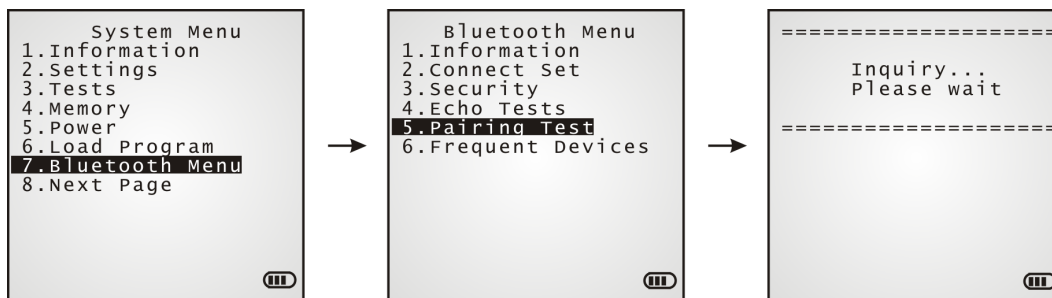 System Menu
1.Information
2.Settings
3.Tests
4.Memory
5.Power
6.Load Program
7.Bluetooth Menu
8.Next Page
Bluetooth Menu
1.Information
2.Connect Set
3.Security
4.Echo Tests
5.Pairing Test
6.Frequent Devices
====================
Inquiry...
Please wait
====================